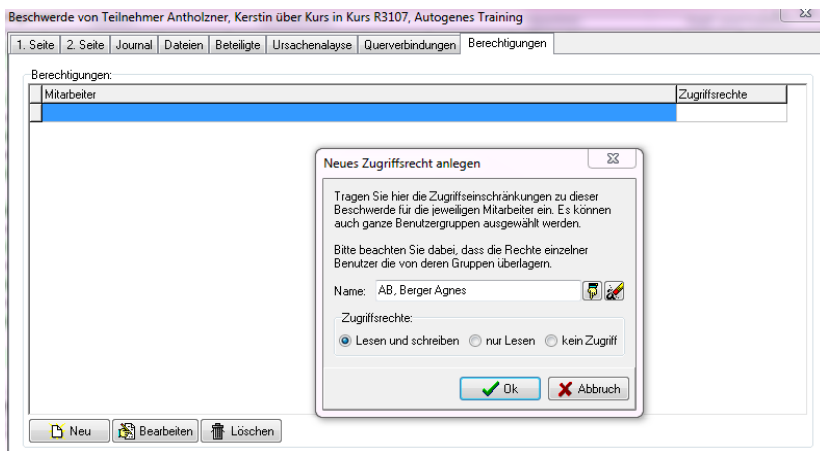 Beschwerde von Teilnehmer Antholzner, Kerstin über Kurs in Kurs R3107, Autogenes Training
1. Seite 2. Seite Journal Dateien Beteiligte Ursachenalayse Querverbindungen Berechtigungen
Berechtigungen:
Mitarbeiter Zugriffsrechte
Neues Zugriffsrecht anlegen
Tragen Sie hier die Zugriffseinschränkungen zu dieser
Beschwerde für die jeweiligen Mitarbeiter ein. Es können
auch ganze Benutzergruppen ausgewählt werden.
Bitte beachten Sie dabei, dass die Rechte einzelner
Benutzer die von deren Gruppen überlagern.
Name: AB, Berger Agnes
Zugriffsrechte:
Lesen und schreiben nur Lesen kein Zugriff
Ok Abbruch
Neu Bearbeiten Löschen